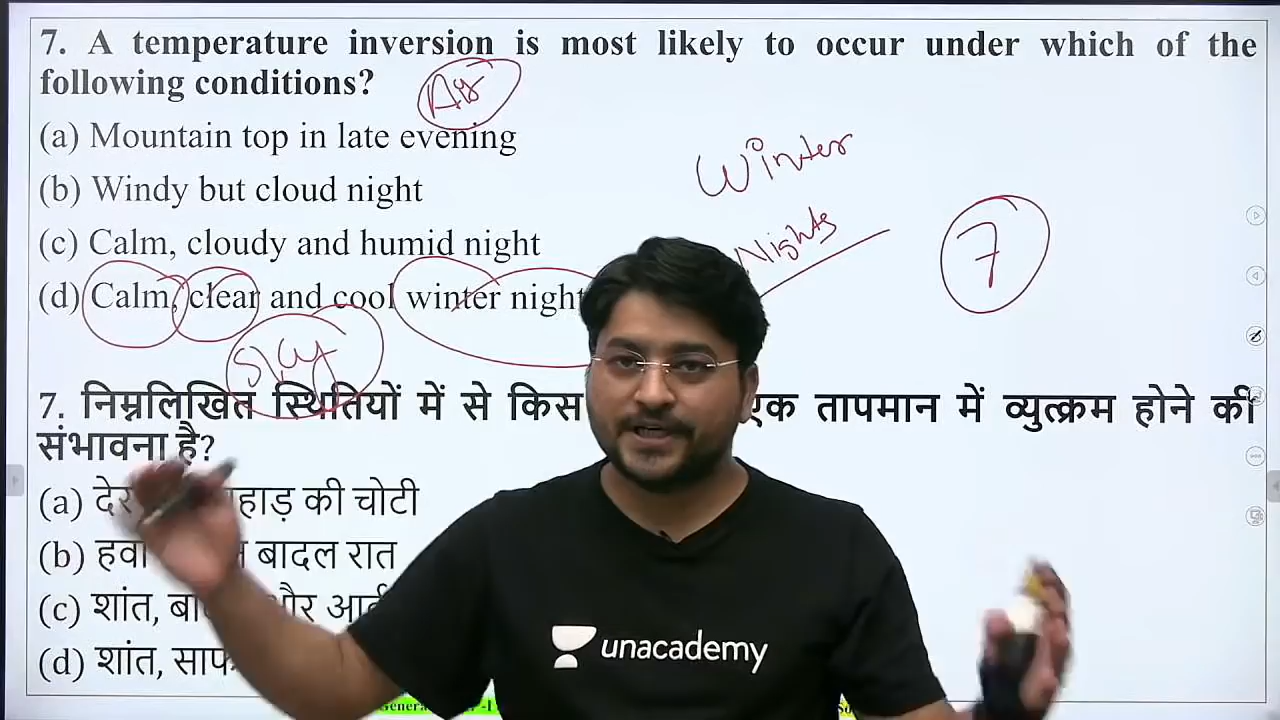 7. A temperature inversion is most likely to occur under which of the
following conditions?
Air
(a) Mountain top in late evening
(b) Windy but cloud night
(c) Calm, cloudy and humid night
(d) Calm, clear and cool winter night
Winter
Nights
7
Sky
7. निम्नलिखित स्थितियों में से किस एक तापमान में व्युत्क्रम होने की
संभावना है?
(a) देर पहाड़ की चोटी
(b) हवा बादल रात
(c) शांत, और
(d) शांत, साफ
unacademy